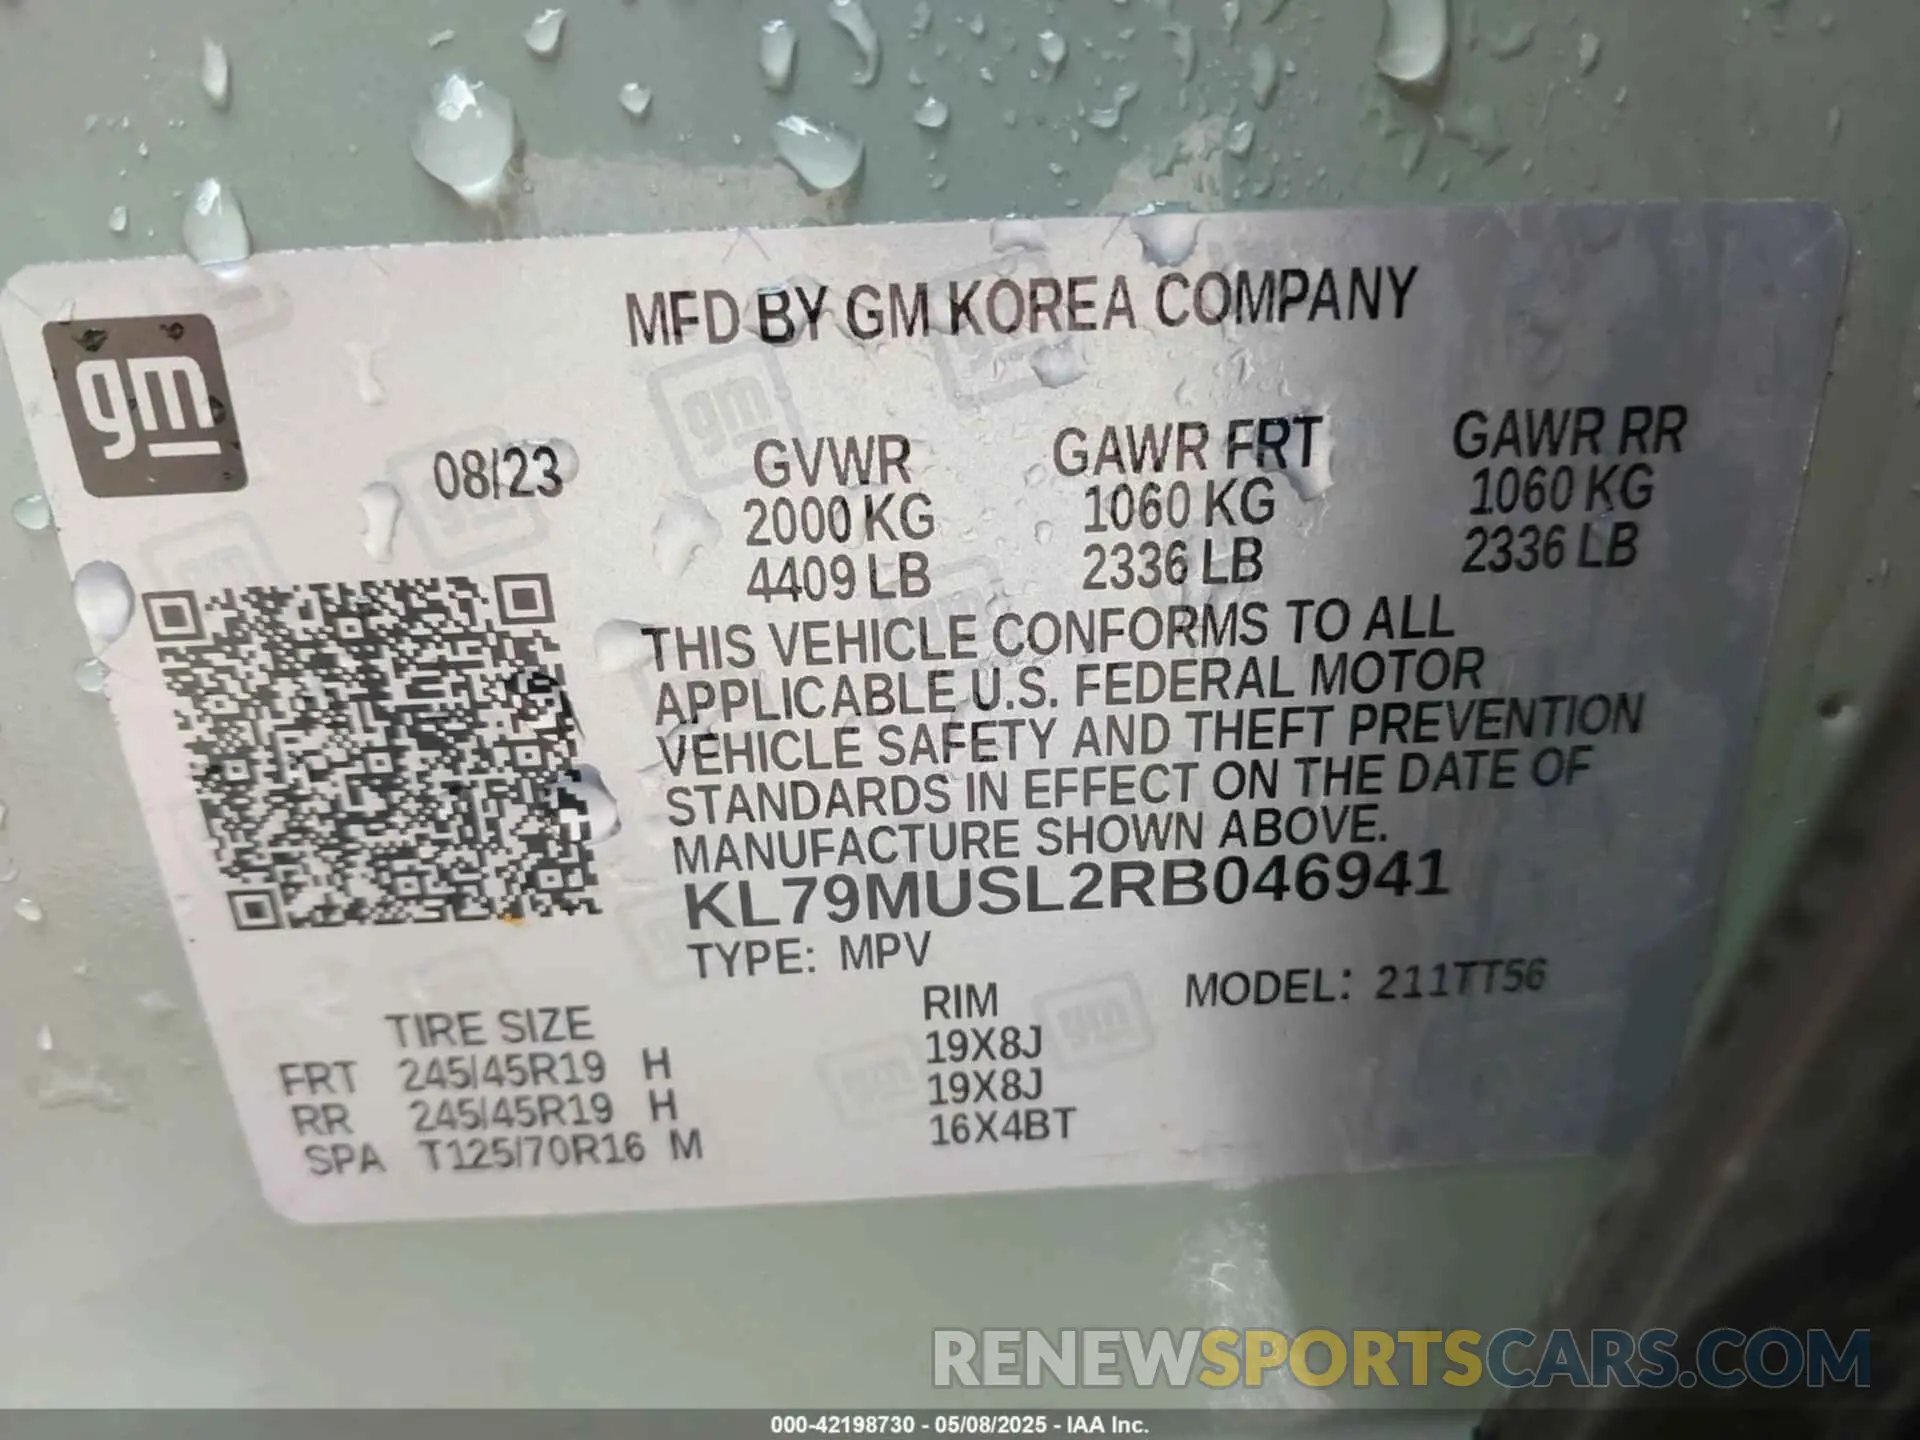 MFD BY GM KOREA COMPANY
gm
08/23
GVWR GAWR FRT GAWR RR
2000 KG 1060 KG 1060 KG
4409 LB 2336 LB 2336 LB
THIS VEHICLE CONFORMS TO ALL
APPLICABLE U.S. FEDERAL MOTOR
VEHICLE SAFETY AND THEFT PREVENTION
STANDARDS IN EFFECT ON THE DATE OF
MANUFACTURE SHOWN ABOVE.
KL79MUSL2RB046941
TYPE: MPV MODEL: 211TT56
TIRE SIZE RIM
FRT 245/45R19 H 19X8J
RR 245/45R19 H 19X8J
SPA T125/70R16 M 16X4BT
RENEWSPORTSCARS.COM
000-42198730 - 05/08/2025 - IAA Inc.